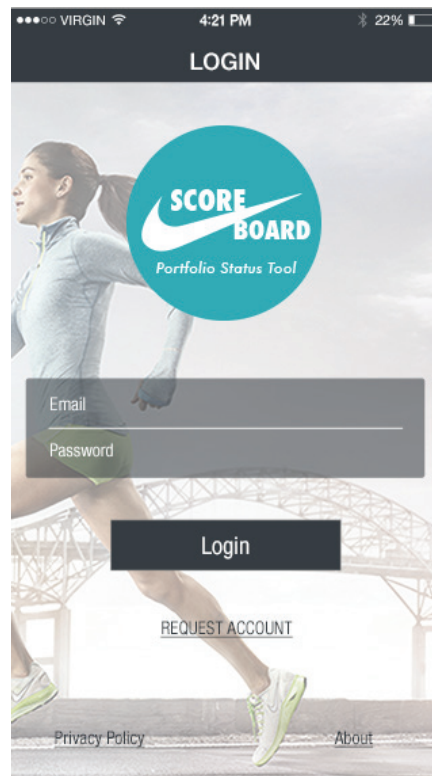 VIRGIN 4:21 PM 22%
LOGIN
SCORE
BOARD
Portfolio Status Tool
Email
Password
Login
REQUEST ACCOUNT
Privacy Policy About